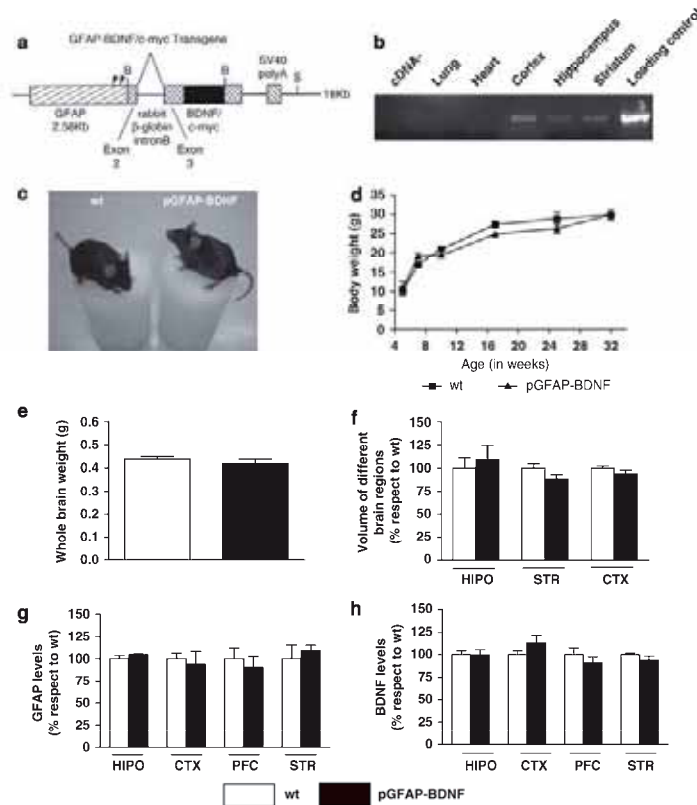 a
GFAP-BDNF/c-myc Transgene
B
B
SV40
polyA
S
GFAP
2.58Kb
rabbit
β-globin
intronB
BDNF/
c-myc
Exon
2
Exon
3
b
cDNA-
Lung
Heart
Cortex
Hippocampus
Striatum
Loading control
c
wt
pGFAP-BDNF
d
Body weight (g)
35
30
25
20
15
10
5
0
4 8 12 16 20 24 28 32
Age (in weeks)
wt pGFAP-BDNF
e
Whole brain weight (g)
0.6
0.5
0.4
0.3
0.2
0.1
0.0
f
Volume of different
brain regions
(% respect to wt)
150
125
100
75
50
25
0
HIPO STR CTX
g
GFAP levels
(% respect to wt)
150
125
100
75
50
25
0
HIPO CTX PFC STR
h
BDNF levels
(% respect to wt)
150
125
100
75
50
25
0
HIPO CTX PFC STR
wt pGFAP-BDNF